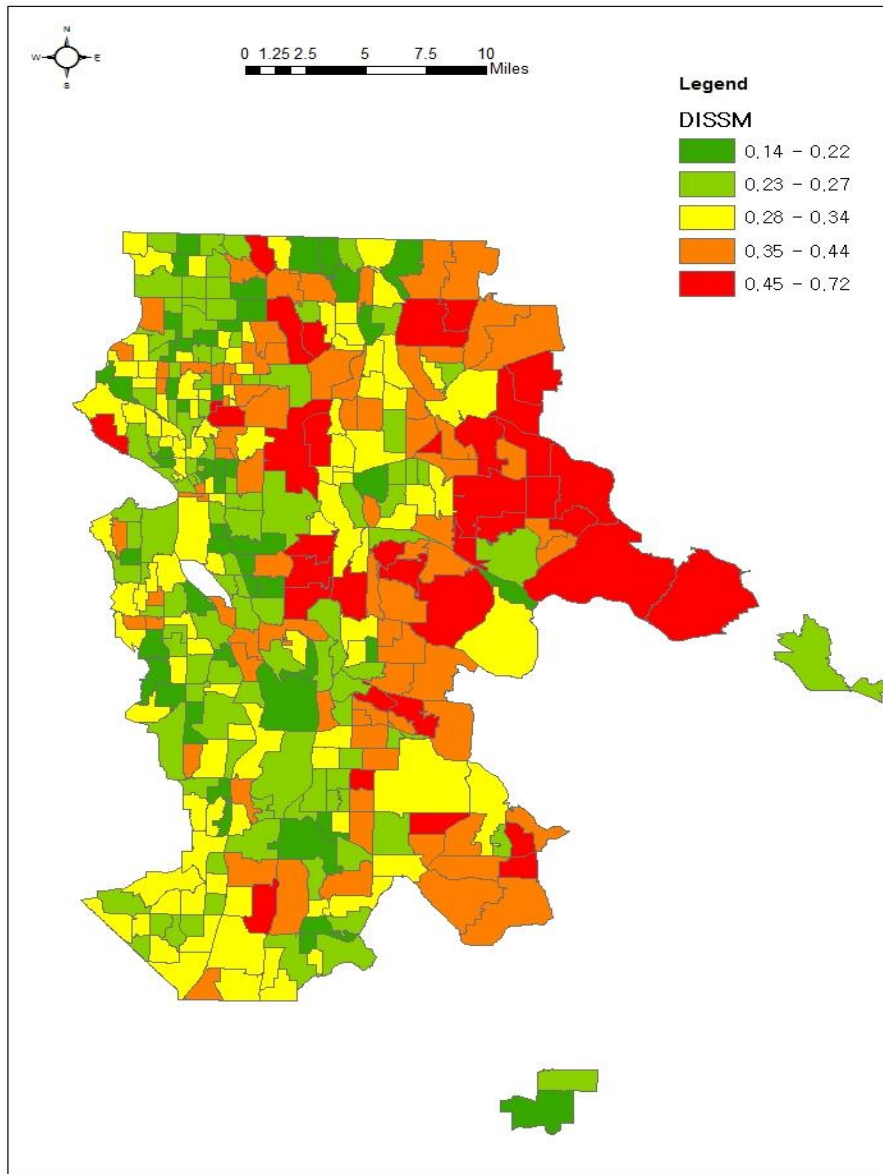 N
W E
S
0 1.25 2.5 5 7.5 10
Miles
Legend
DISSM
0,14 - 0,22
0,23 - 0,27
0,28 - 0,34
0,35 - 0,44
0,45 - 0,72